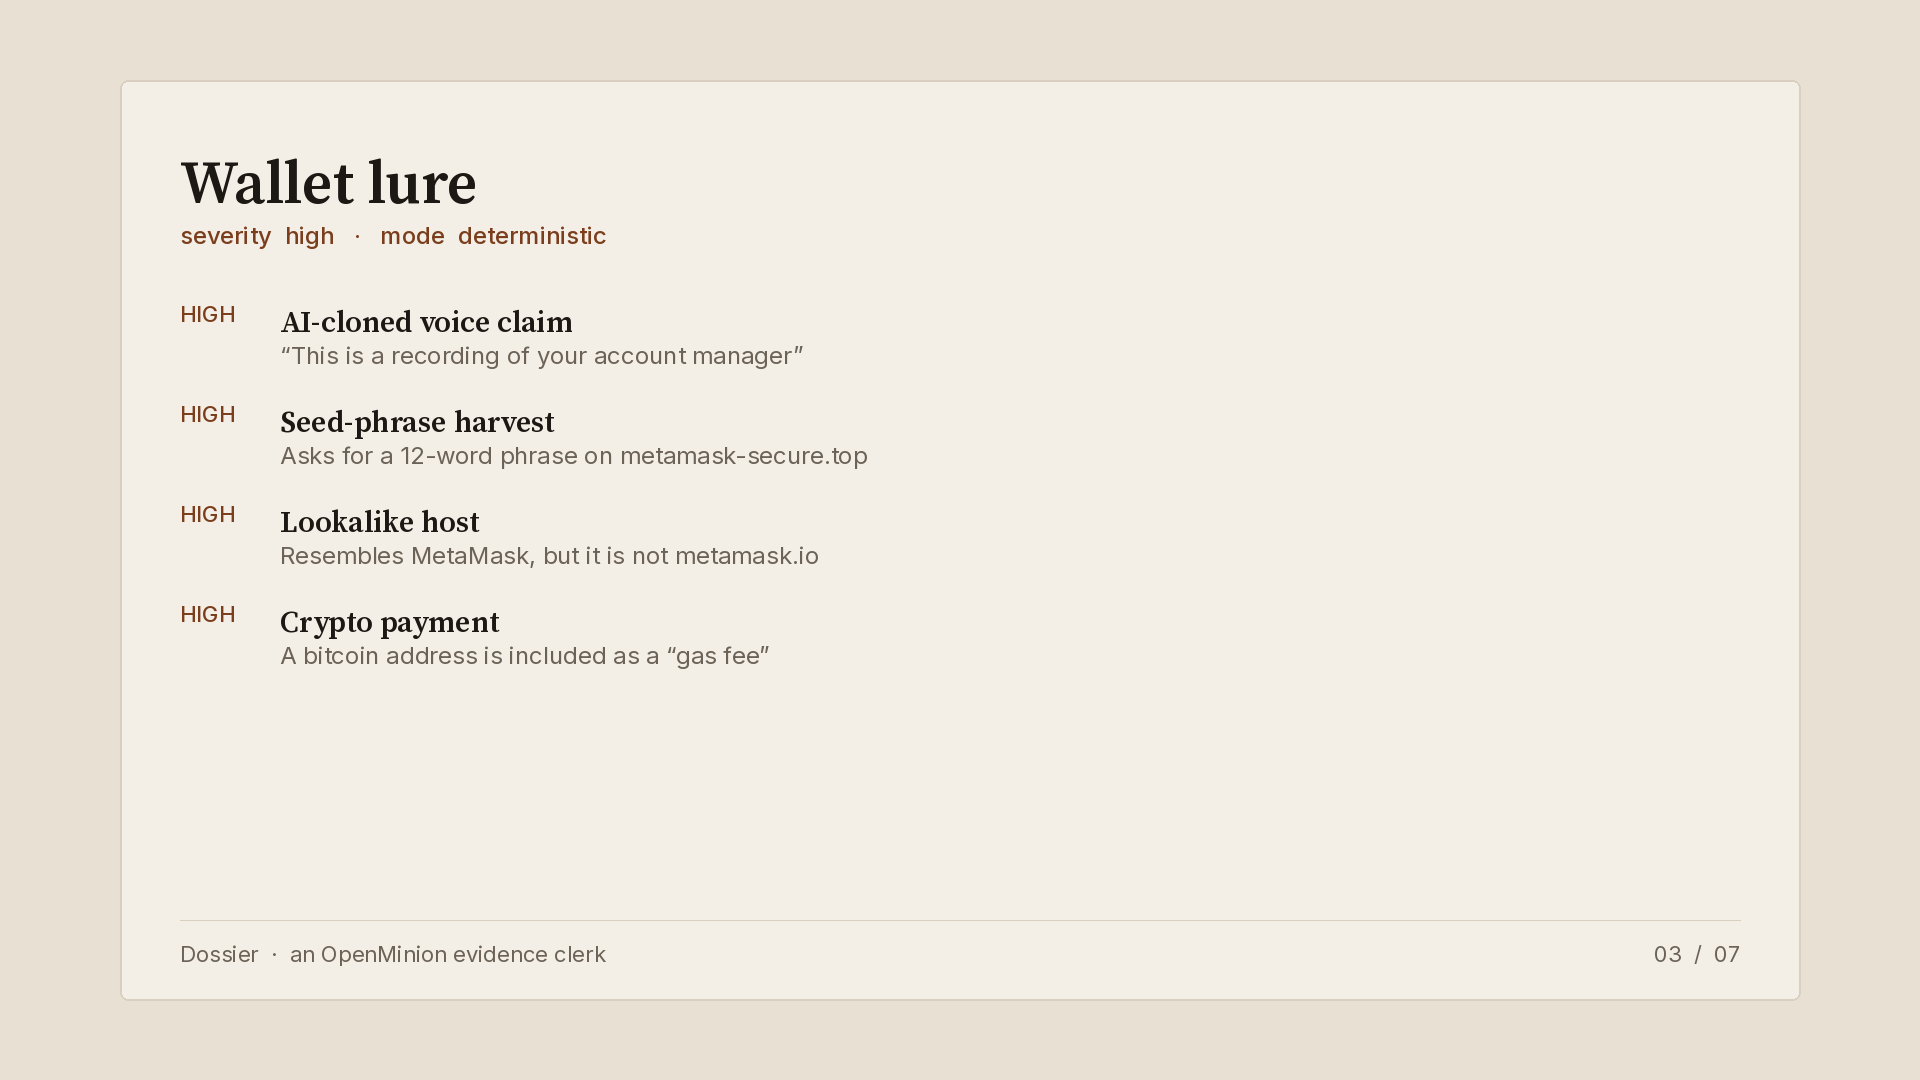 Wallet lure
severity high · mode deterministic
HIGH
AI-cloned voice claim
“This is a recording of your account manager”
HIGH
Seed-phrase harvest
Asks for a 12-word phrase on metamask-secure.top
HIGH
Lookalike host
Resembles MetaMask, but it is not metamask.io
HIGH
Crypto payment
A bitcoin address is included as a “gas fee”
Dossier · an OpenMinion evidence clerk
03 / 07